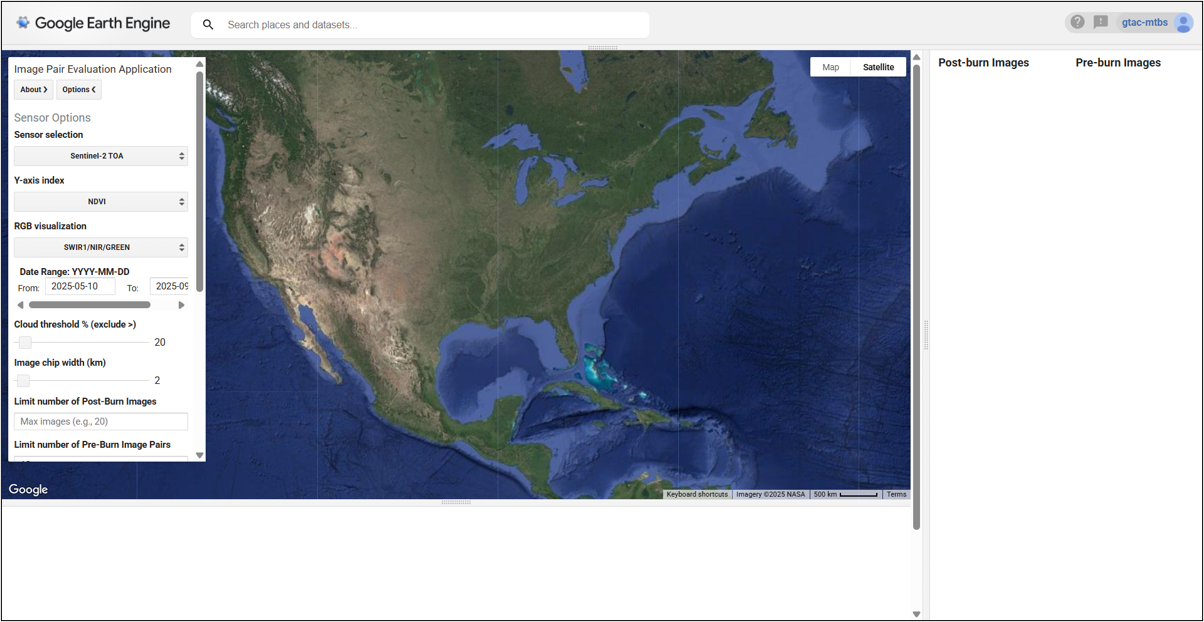 Google Earth Engine
Search places and datasets...
gtac-mtbs
Image Pair Evaluation Application
About
Options
Sensor Options
Sensor selection
Sentinel-2 TOA
Y-axis index
NDVI
RGB visualization
SWIR1/NIR/GREEN
Date Range: YYYY-MM-DD
From: 2025-05-10 To: 2025-09
Cloud threshold % (exclude >)
20
Image chip width (km)
2
Limit number of Post-Burn Images
Max images (e.g., 20)
Limit number of Pre-Burn Image Pairs
Map Satellite
Google
Keyboard shortcuts Imagery ©2025 NASA 500 km Terms
Post-burn Images Pre-burn Images